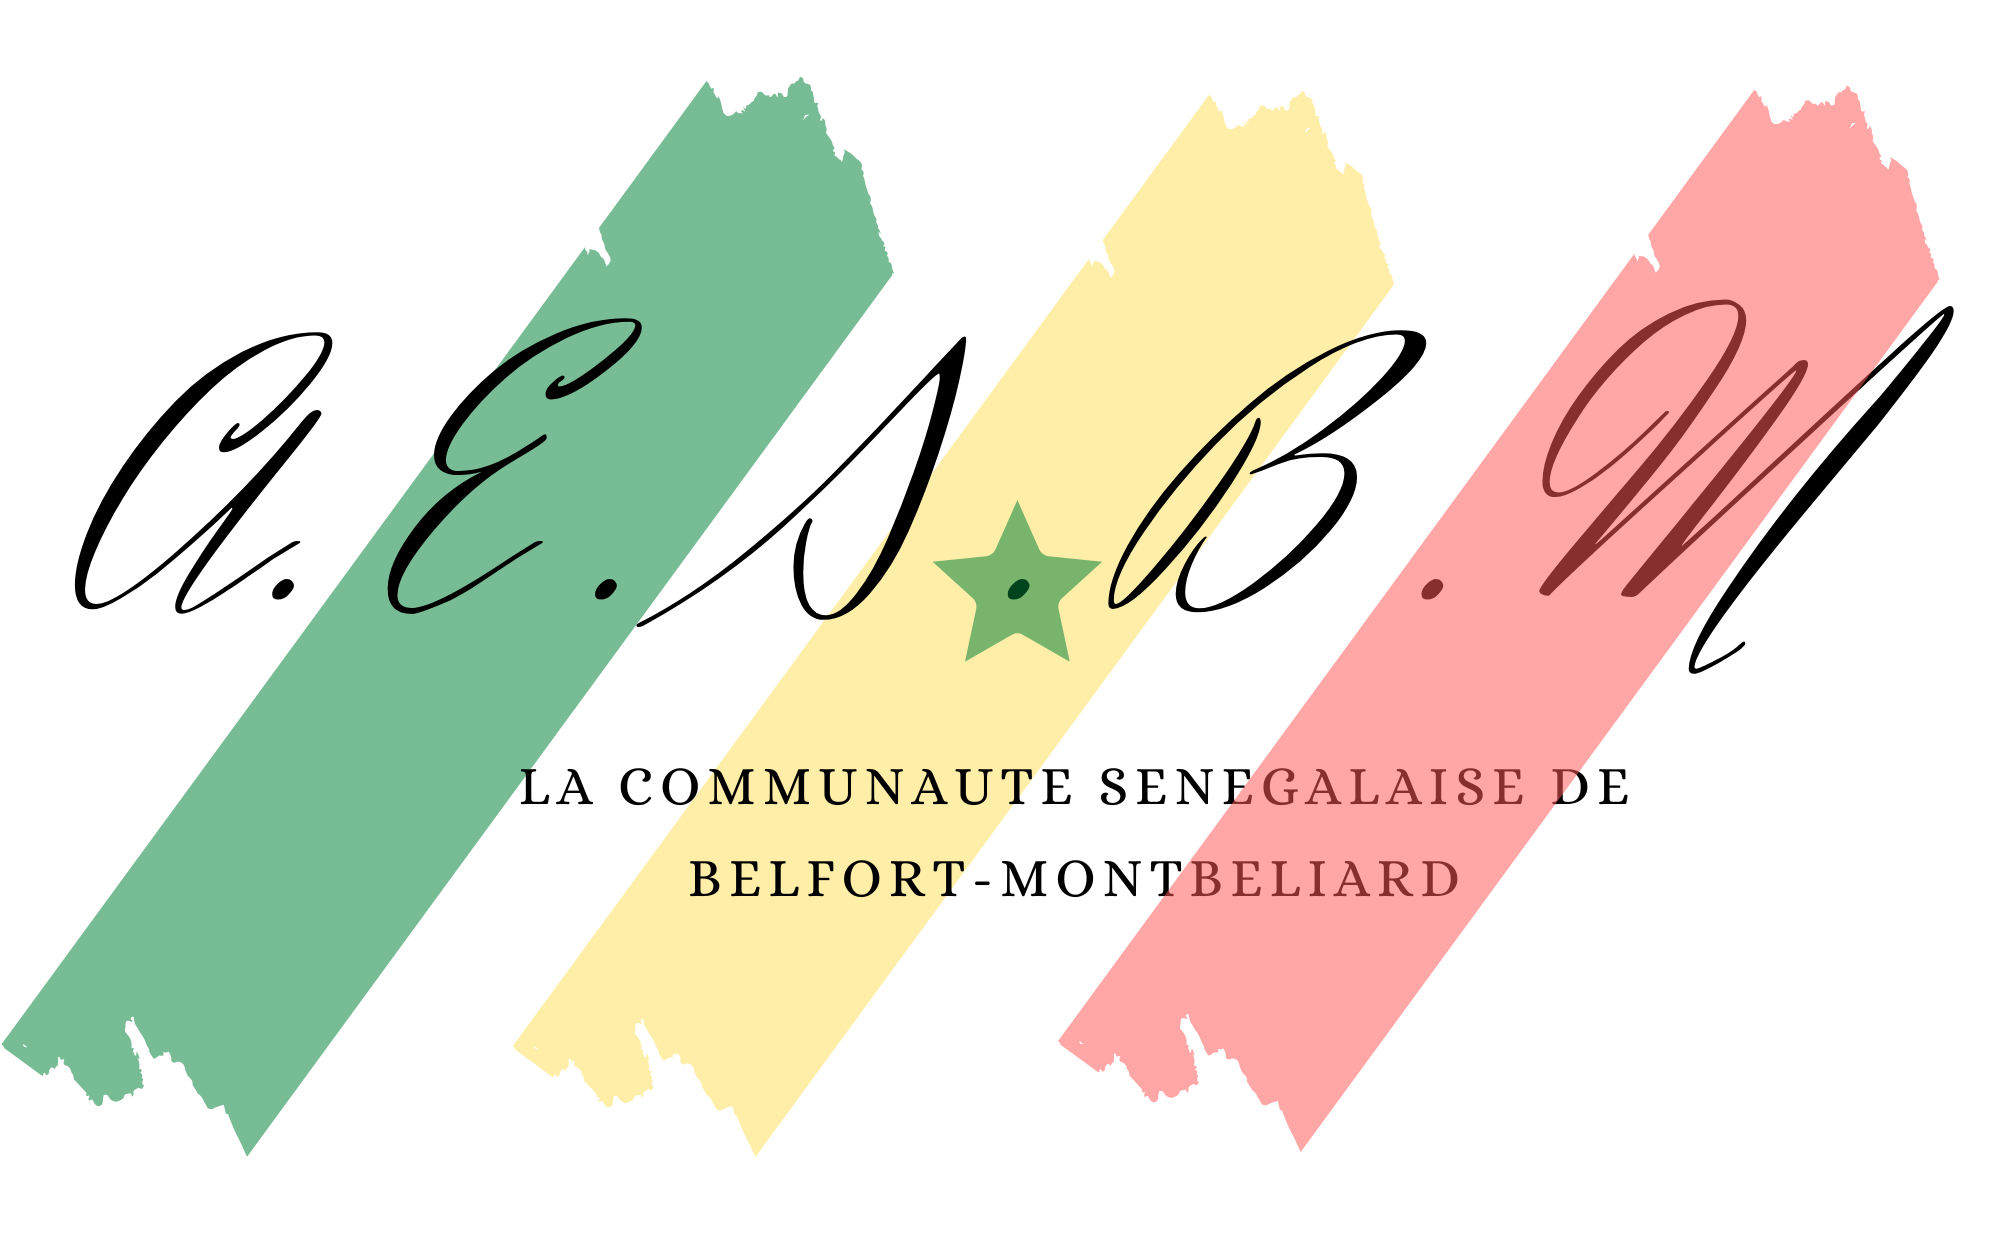 A.E.S.B.M
LA COMMUNAUTE SENEGALAISE DE
BELFORT-MONTBELIARD